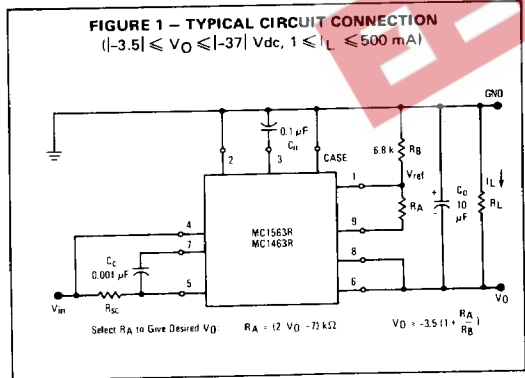 FIGURE 1 – TYPICAL CIRCUIT CONNECTION
(|-3.5| ≤ VO ≤ |-37| Vdc, 1 ≤ IL ≤ 500 mA)
GND
0.1 µF
Cn
2
3
CASE
6.8 k
RB
1
Vref
RA
9
MC1563R
MC1463R
8
6
+
CO
10
µF
-
IL
RL
4
7
CC
0.001 µF
5
Vin
Rsc
VO
Select RA to Give Desired VO: RA = (2 VO -7) kΩ
VO = -3.5 (1 + RA/RB)